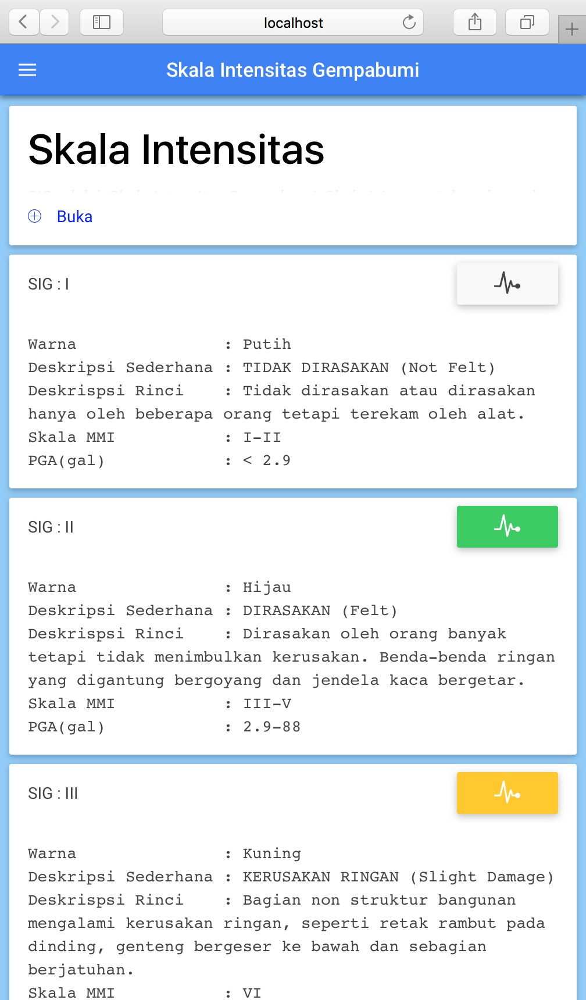 localhost
Skala Intensitas Gempabumi
Skala Intensitas
Buka
SIG : I
Warna : Putih
Deskripsi Sederhana : TIDAK DIRASAKAN (Not Felt)
Deskrispsi Rinci : Tidak dirasakan atau dirasakan
hanya oleh beberapa orang tetapi terekam oleh alat.
Skala MMI : I-II
PGA(gal) : < 2.9
SIG : II
Warna : Hijau
Deskripsi Sederhana : DIRASAKAN (Felt)
Deskrispsi Rinci : Dirasakan oleh orang banyak
tetapi tidak menimbulkan kerusakan. Benda-benda ringan
yang digantung bergoyang dan jendela kaca bergetar.
Skala MMI : III-V
PGA(gal) : 2.9-88
SIG : III
Warna : Kuning
Deskripsi Sederhana : KERUSAKAN RINGAN (Slight Damage)
Deskrispsi Rinci : Bagian non struktur bangunan
mengalami kerusakan ringan, seperti retak rambut pada
dinding, genteng bergeser ke bawah dan sebagian
berjatuhan.
Skala MMI : VI